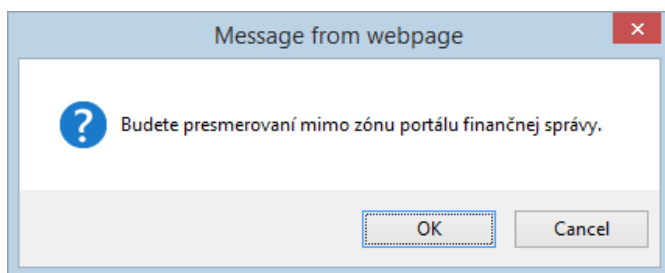 Message from webpage
Budete presmerovaní mimo zónu portálu finančnej správy.
OK
Cancel